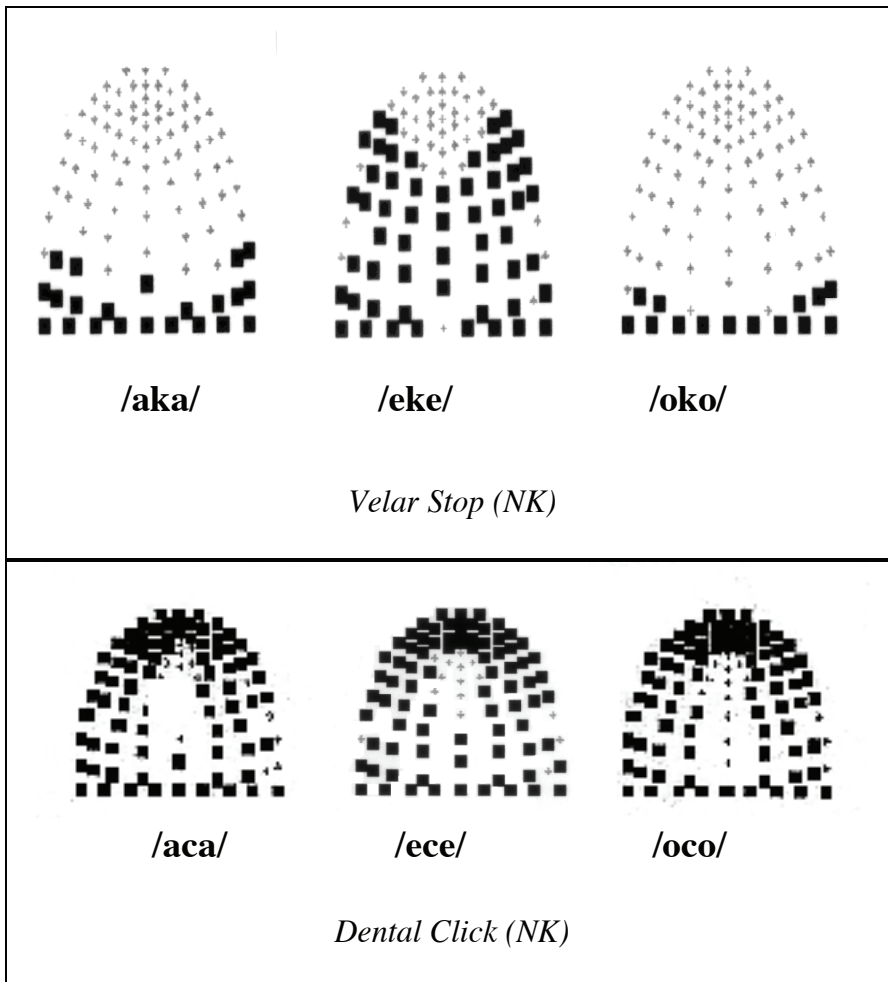 /aka/ /eke/ /oko/
Velar Stop (NK)
/aca/ /ece/ /oco/
Dental Click (NK)